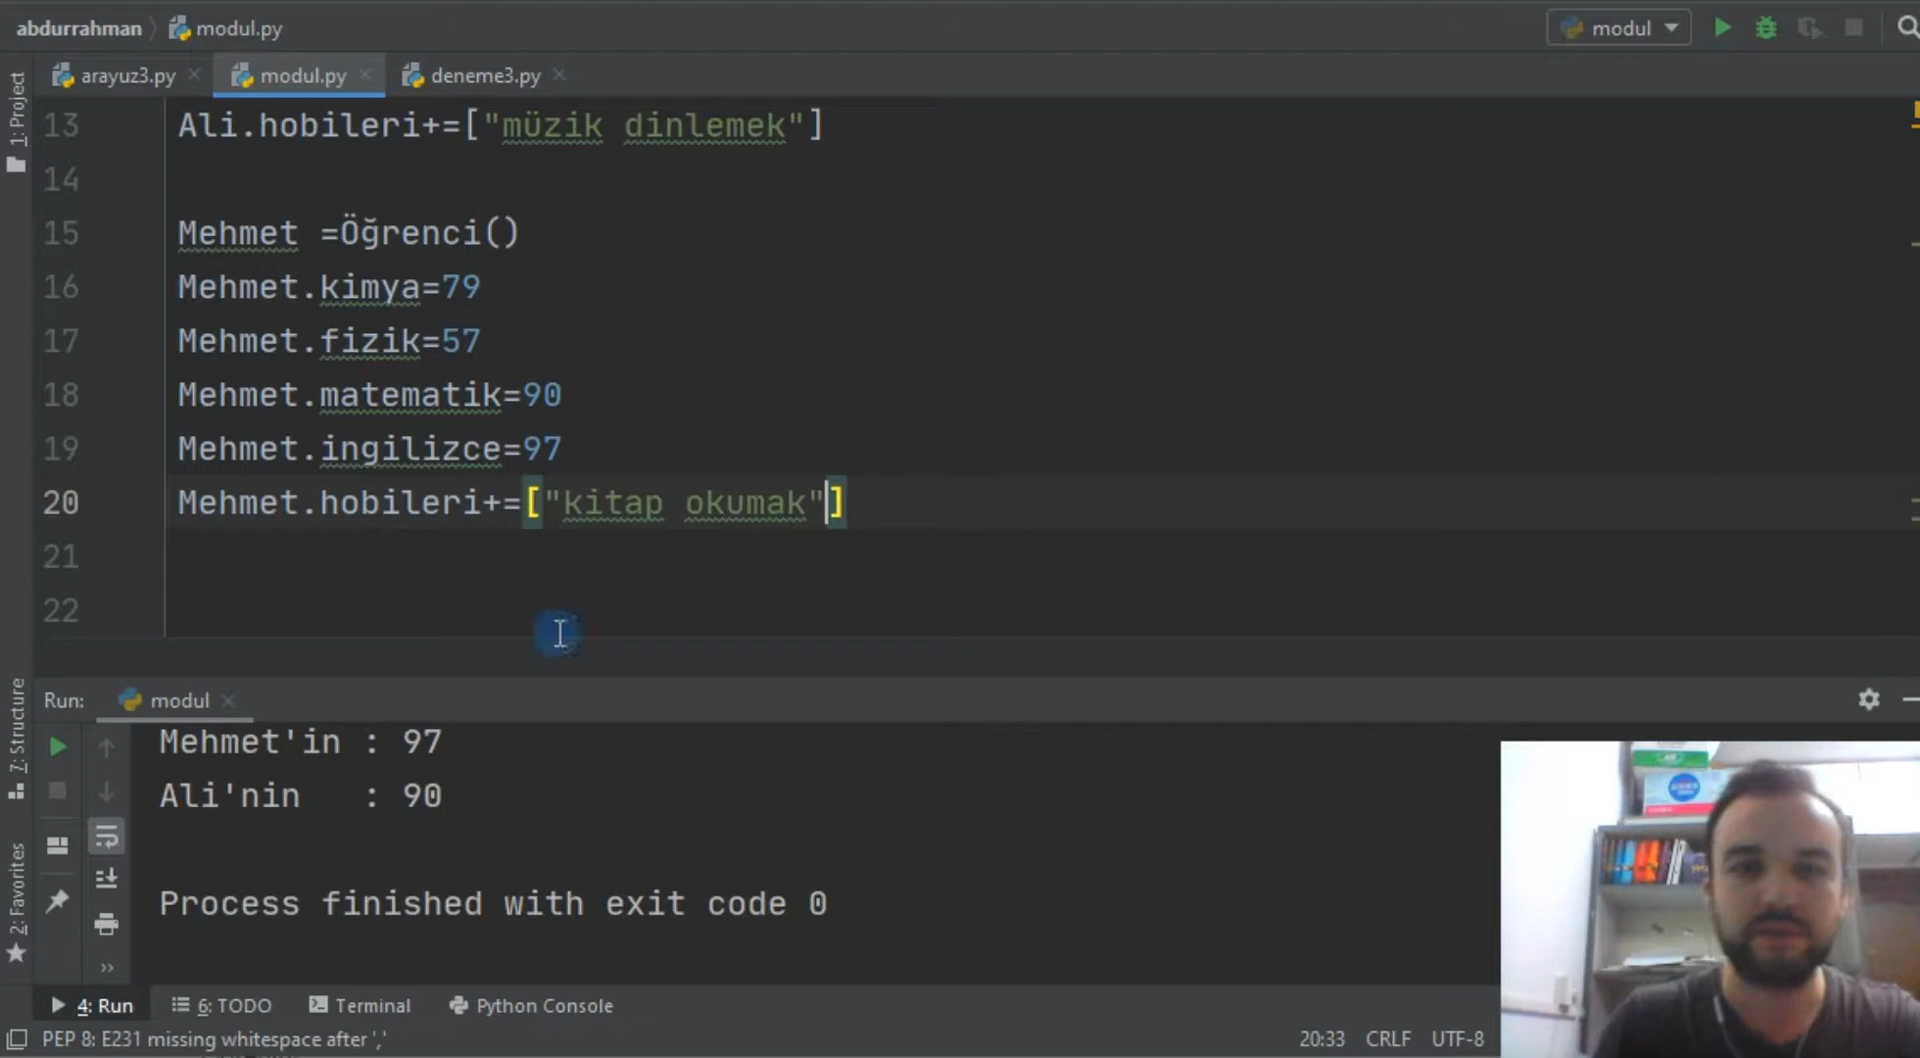 abdurrahman modul.py modul
arayuz3.py modul.py deneme3.py
1: Project
13 Ali.hobileri+=["müzik dinlemek"]
14
15 Mehmet =Öğrenci()
16 Mehmet.kimya=79
17 Mehmet.fizik=57
18 Mehmet.matematik=90
19 Mehmet.ingilizce=97
20 Mehmet.hobileri+=["kitap okumak"]
21
22
7: Structure
2: Favorites
Run: modul
Mehmet'in : 97
Ali'nin : 90
Process finished with exit code 0
4: Run 6: TODO Terminal Python Console
PEP 8: E231 missing whitespace after ',' 20:33 CRLF UTF-8